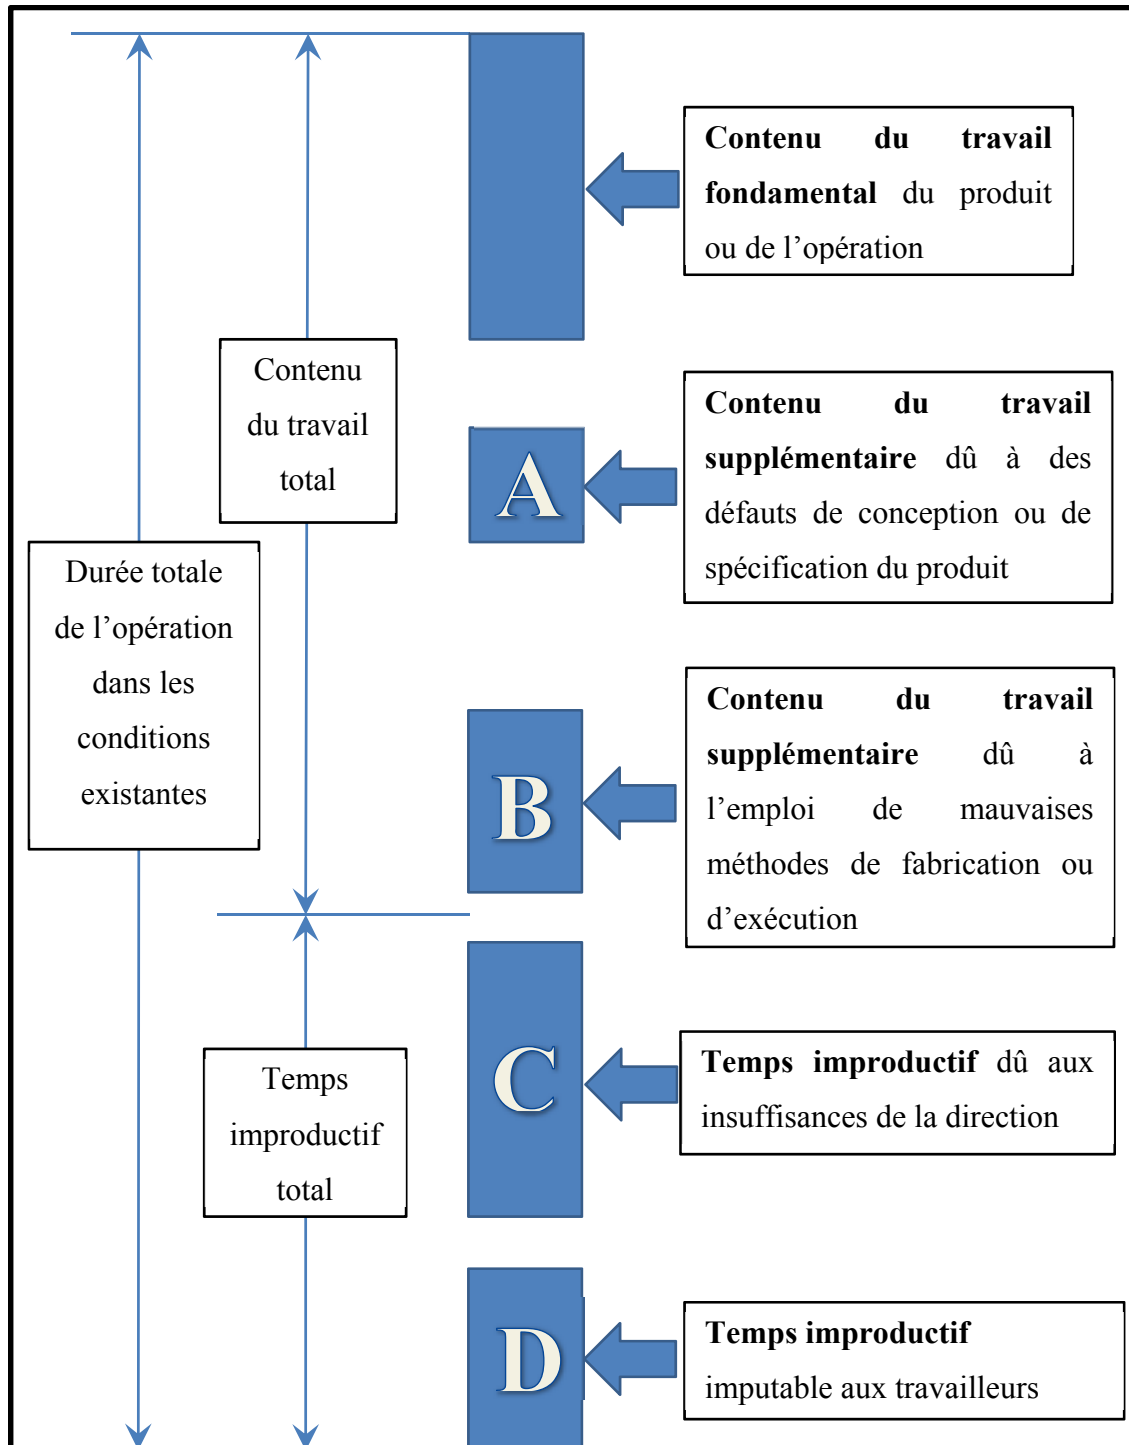 Contenu du travail
fondamental du produit
ou de l’opération
Contenu
du travail
total
Contenu du travail
supplémentaire dû à des
défauts de conception ou de
spécification du produit
A
Durée totale
de l’opération
dans les
conditions
existantes
Contenu du travail
supplémentaire dû à
l’emploi de mauvaises
méthodes de fabrication ou
d’exécution
B
Temps improductif dû aux
insuffisances de la direction
C
Temps
improductif
total
Temps improductif
imputable aux travailleurs
D